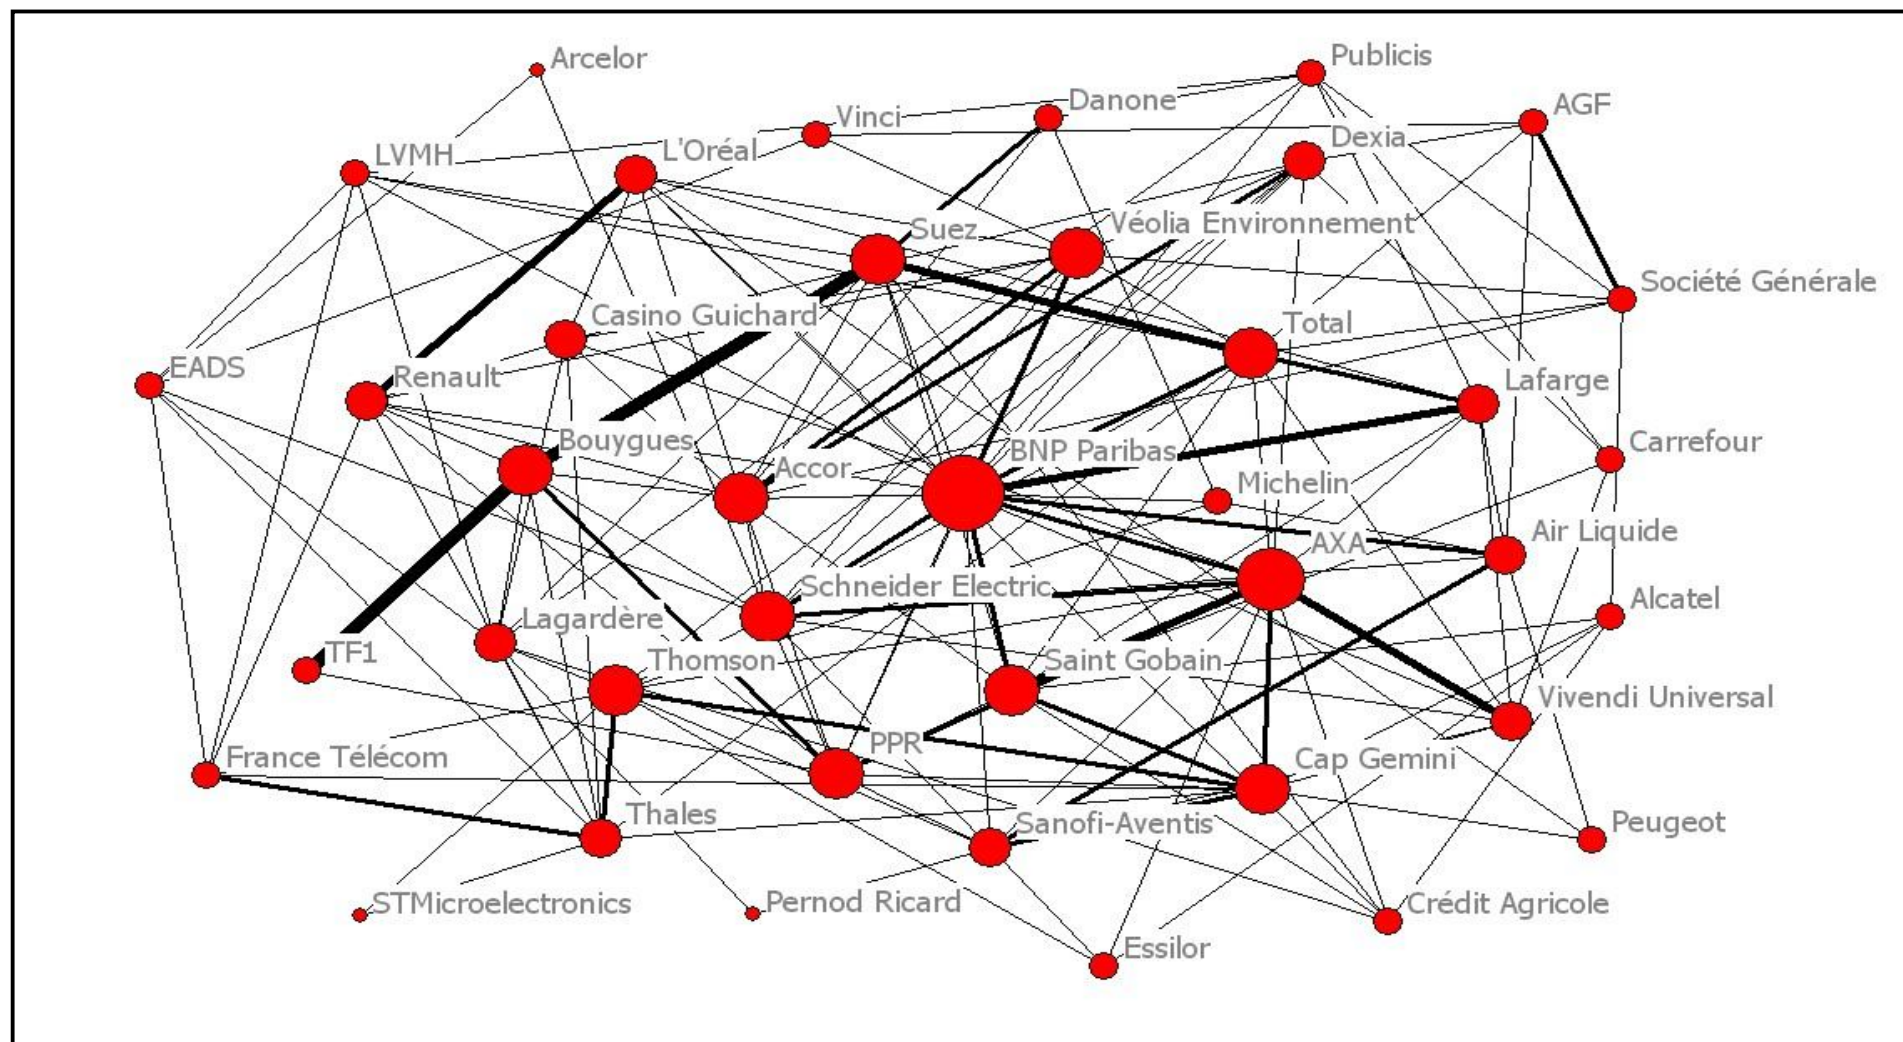 Arcelor
Publicis
Danone
AGF
Vinci
Dexia
LVMH
L'Oréal
Suez
Véolia Environnement
Société Générale
Casino Guichard
Total
EADS
Renault
Lafarge
Bouygues
Accor
BNP Paribas
Carrefour
Michelin
Air Liquide
AXA
Schneider Electric
Alcatel
Lagardère
TF1
Thomson
Saint Gobain
Vivendi Universal
France Télécom
PPR
Cap Gemini
Thales
Sanofi-Aventis
Peugeot
STMicroelectronics
Pernod Ricard
Crédit Agricole
Essilor